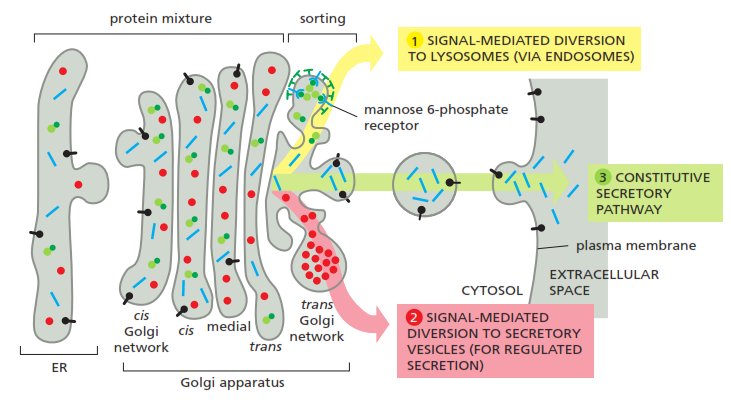 protein mixture
sorting
1 SIGNAL-MEDIATED DIVERSION
TO LYSOSOMES (VIA ENDOSOMES)
mannose 6-phosphate
receptor
3 CONSTITUTIVE
SECRETORY
PATHWAY
plasma membrane
EXTRACELLULAR
SPACE
CYTOSOL
2 SIGNAL-MEDIATED
DIVERSION TO SECRETORY
VESICLES (FOR REGULATED
SECRETION)
cis
Golgi
network
cis
medial
trans
trans
Golgi
network
ER
Golgi apparatus